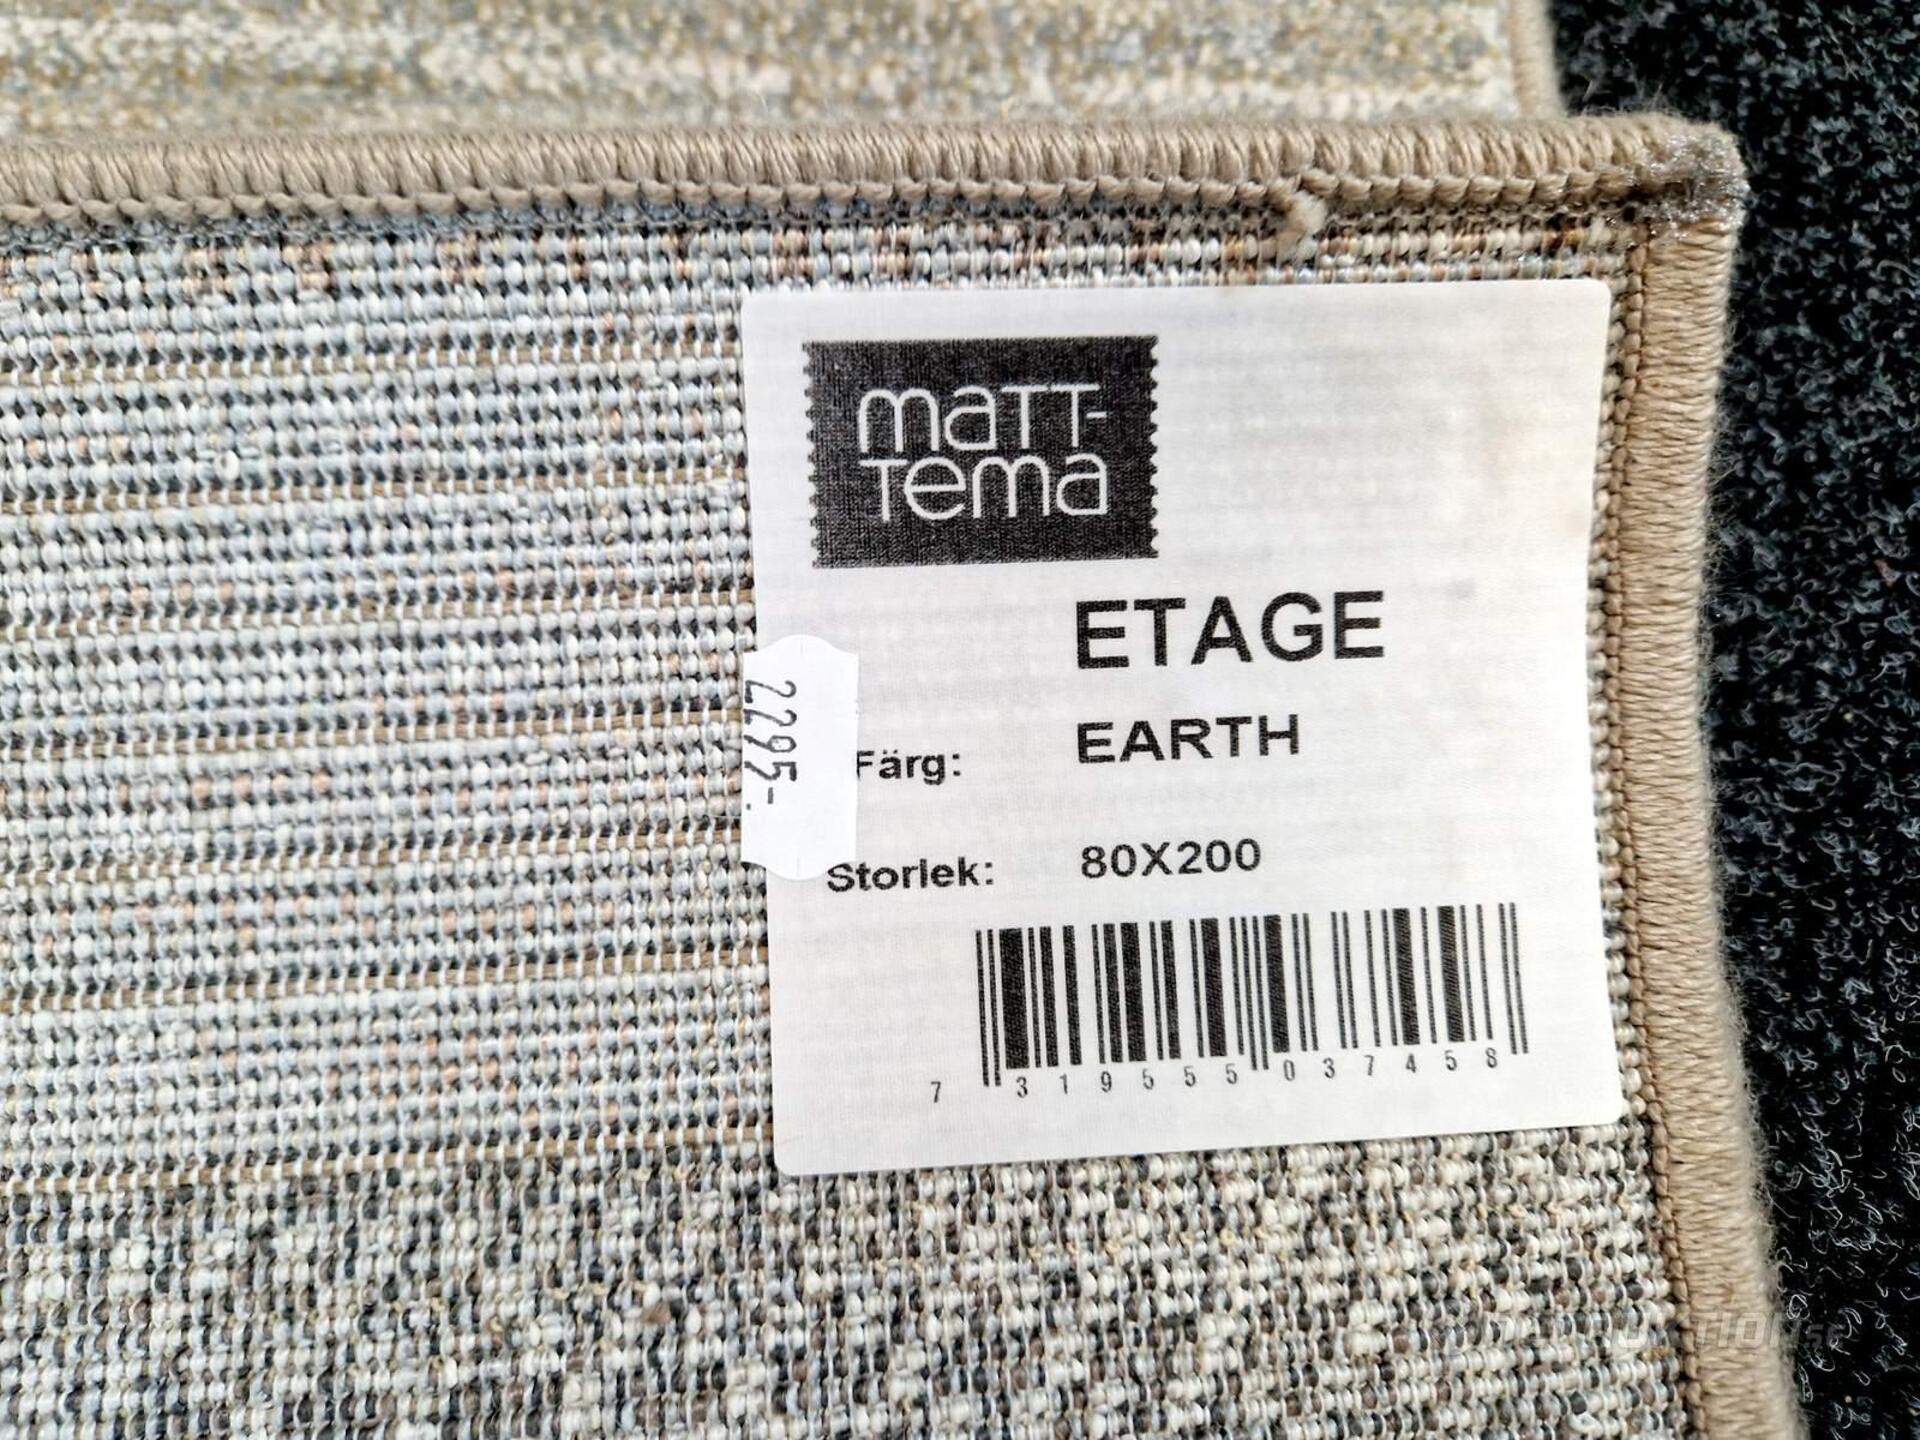 maTT-
Tema
ETAGE
Färg: EARTH
Storlek: 80X200
2295-.
7 319555 037458